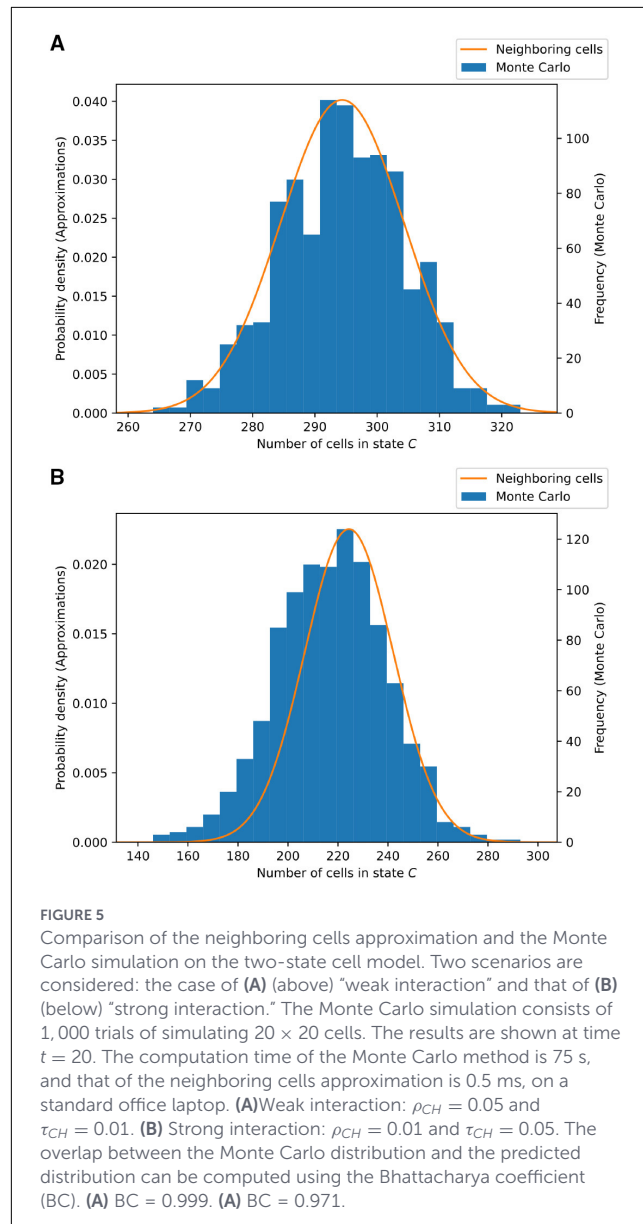 A
Neighboring cells
Monte Carlo
0.040
0.035
0.030
0.025
0.020
0.015
0.010
0.005
0.000
Probability density (Approximations)
100
80
60
40
20
0
Frequency (Monte Carlo)
260 270 280 290 300 310 320
Number of cells in state C
B
Neighboring cells
Monte Carlo
0.020
0.015
0.010
0.005
0.000
Probability density (Approximations)
120
100
80
60
40
20
0
Frequency (Monte Carlo)
140 160 180 200 220 240 260 280 300
Number of cells in state C
FIGURE 5
Comparison of the neighboring cells approximation and the Monte
Carlo simulation on the two-state cell model. Two scenarios are
considered: the case of (A) (above) “weak interaction” and that of (B)
(below) “strong interaction.” The Monte Carlo simulation consists of
1, 000 trials of simulating 20 × 20 cells. The results are shown at time
t = 20. The computation time of the Monte Carlo method is 75 s,
and that of the neighboring cells approximation is 0.5 ms, on a
standard office laptop. (A)Weak interaction: ρCH = 0.05 and
τCH = 0.01. (B) Strong interaction: ρCH = 0.01 and τCH = 0.05. The
overlap between the Monte Carlo distribution and the predicted
distribution can be computed using the Bhattacharya coefficient
(BC). (A) BC = 0.999. (A) BC = 0.971.